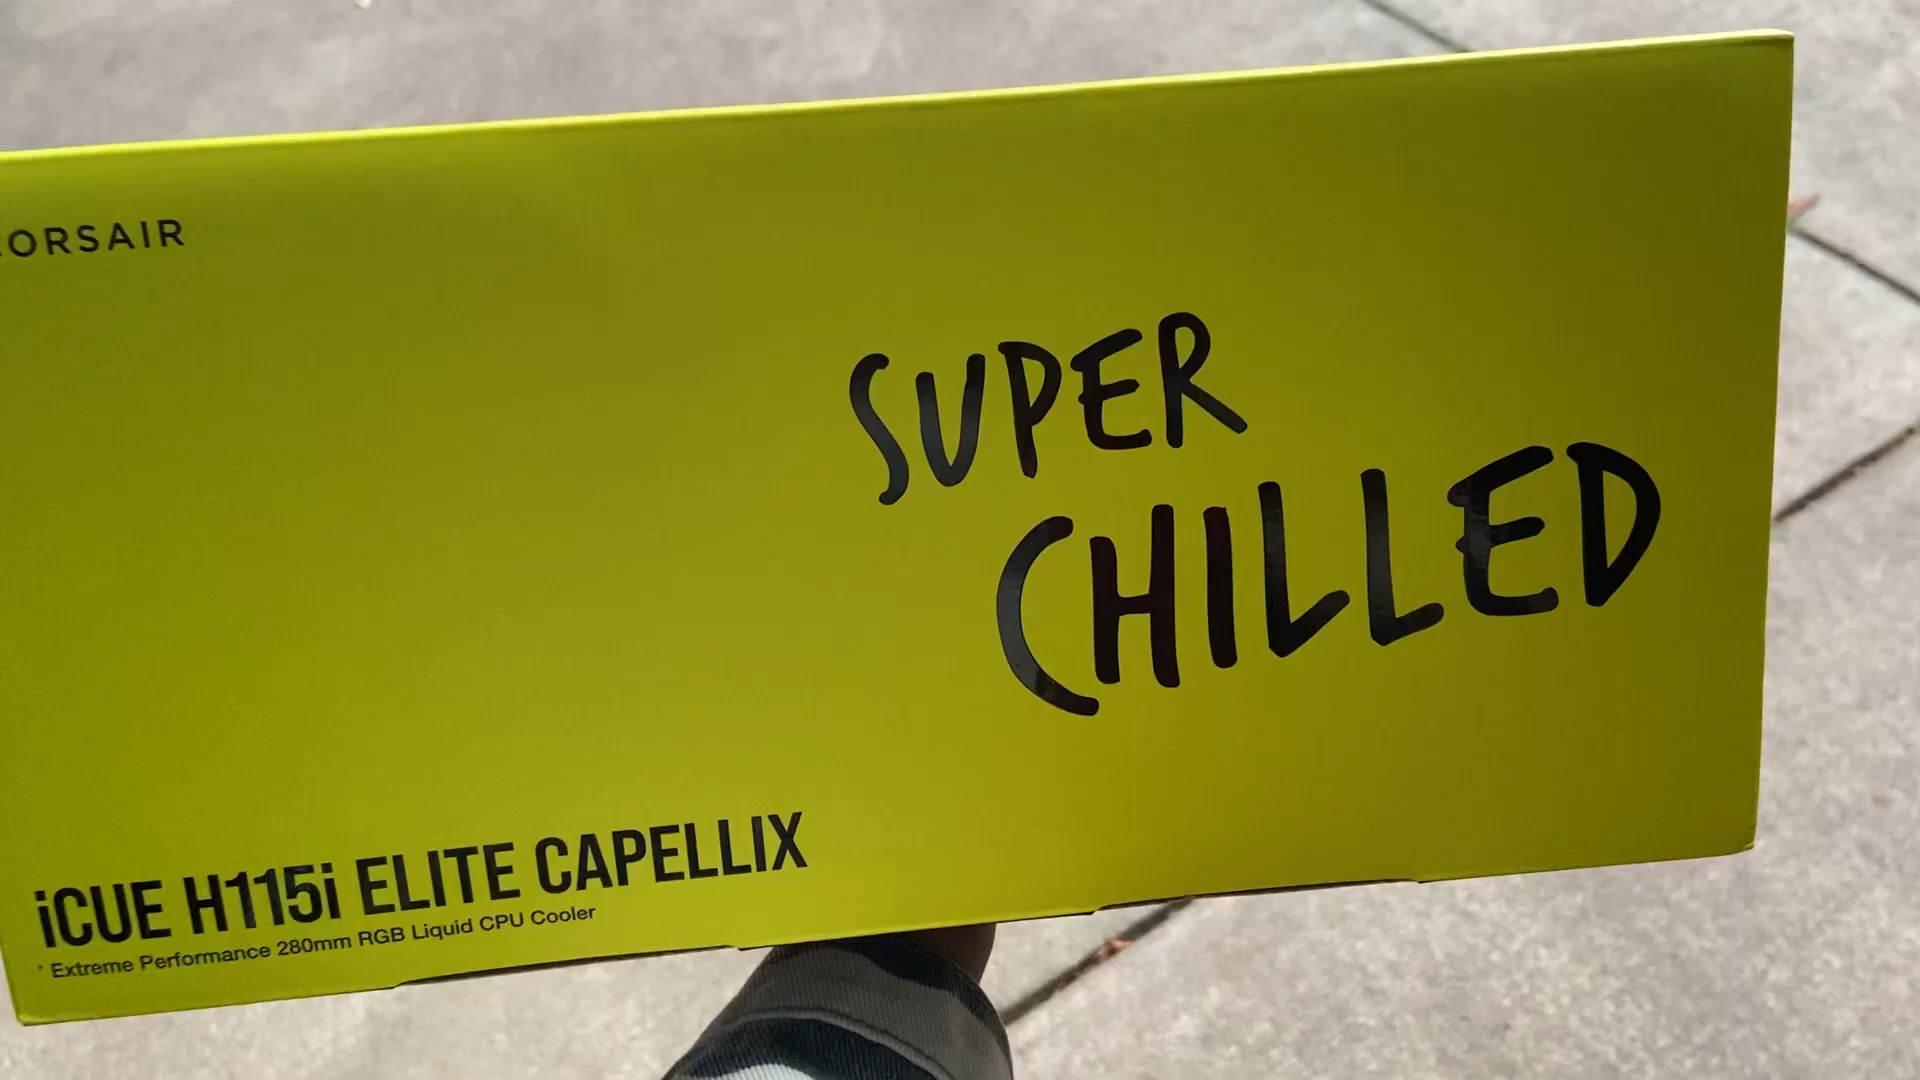 CORSAIR
SUPER
CHILLED
iCUE H115i ELITE CAPELLIX
* Extreme Performance 280mm RGB Liquid CPU Cooler